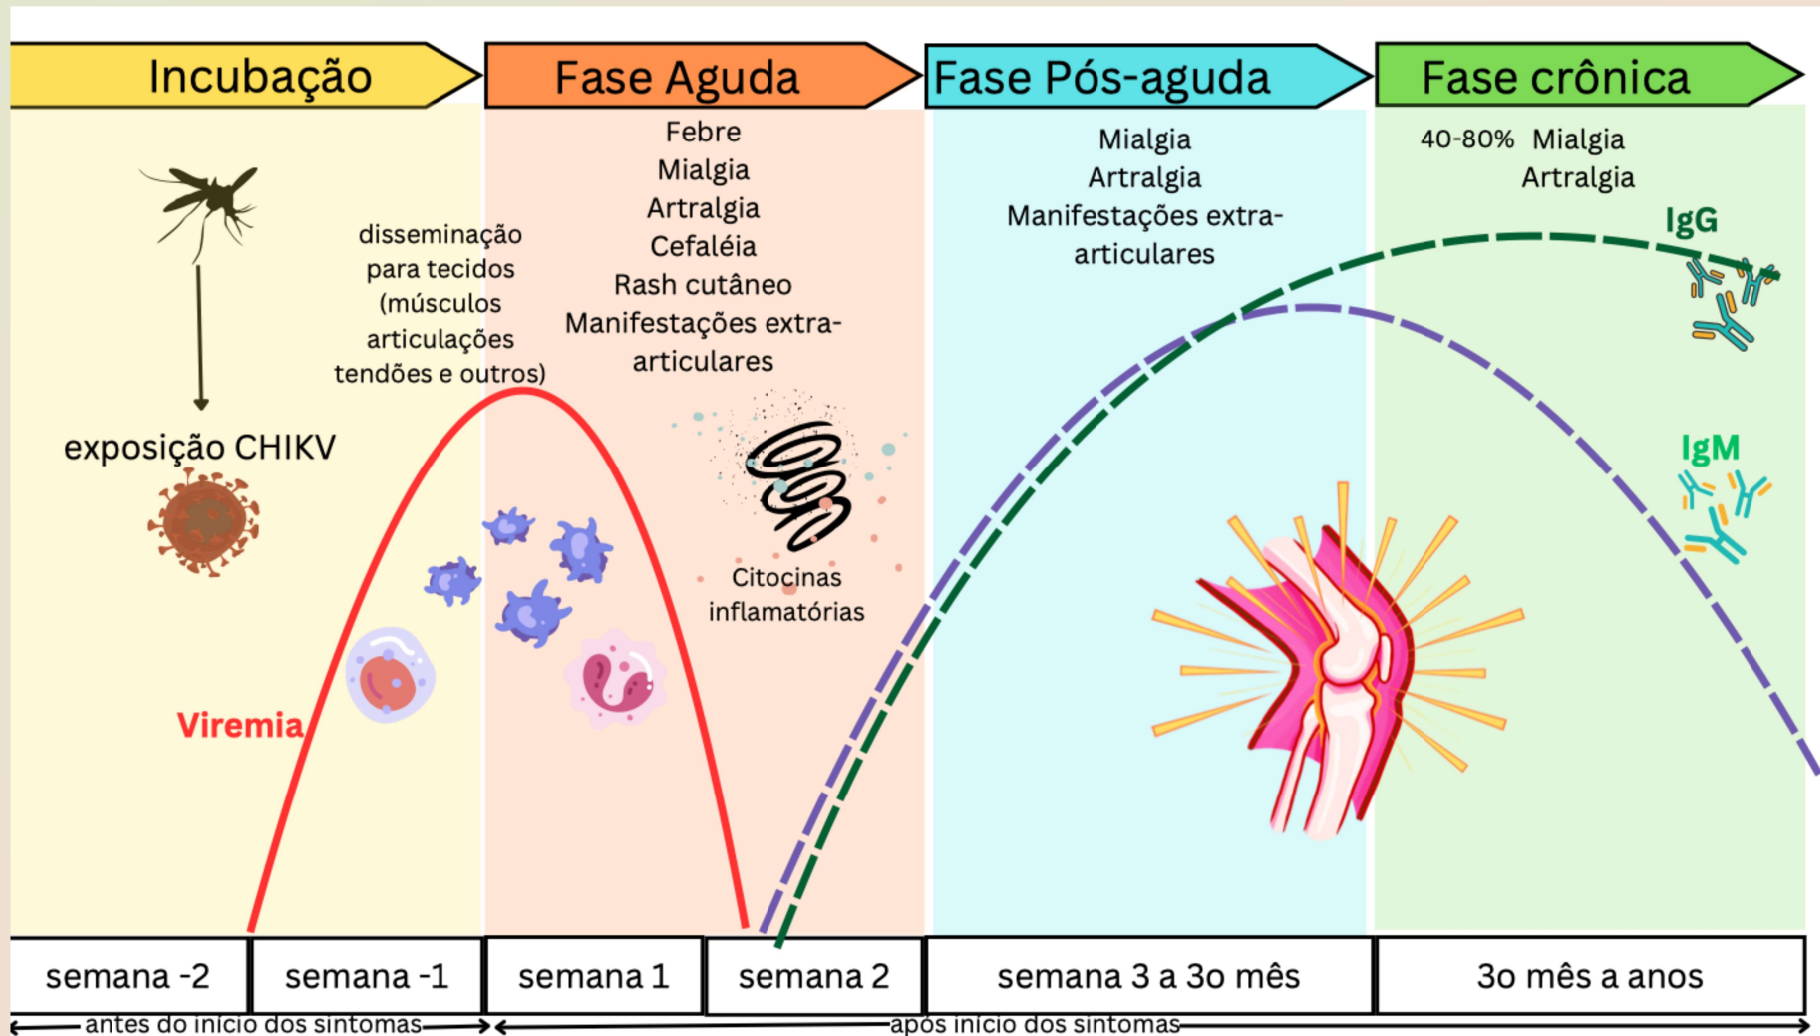 Incubação
Fase Aguda
Fase Pós-aguda
Fase crônica
disseminação
para tecidos
(músculos
articulações
tendões e outros)
exposição CHIKV
Viremia
Febre
Mialgia
Artralgia
Cefaléia
Rash cutâneo
Manifestações extra-
articulares
Citocinas
inflamatórias
Mialgia
Artralgia
Manifestações extra-
articulares
40-80% Mialgia
Artralgia
IgG
IgM
semana -2
semana -1
semana 1
semana 2
semana 3 a 3o mês
3o mês a anos
antes do início dos sintomas
após início dos sintomas